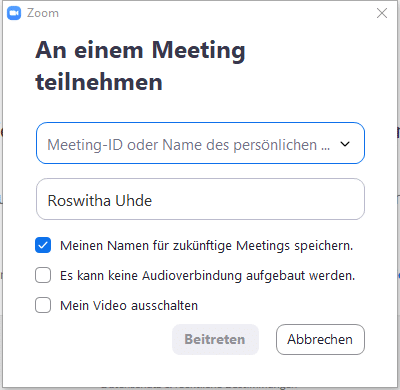 Zoom
An einem Meeting
teilnehmen
Meeting-ID oder Name des persönlichen ...
Roswitha Uhde
Meinen Namen für zukünftige Meetings speichern.
Es kann keine Audioverbindung aufgebaut werden.
Mein Video ausschalten
Beitreten
Abbrechen